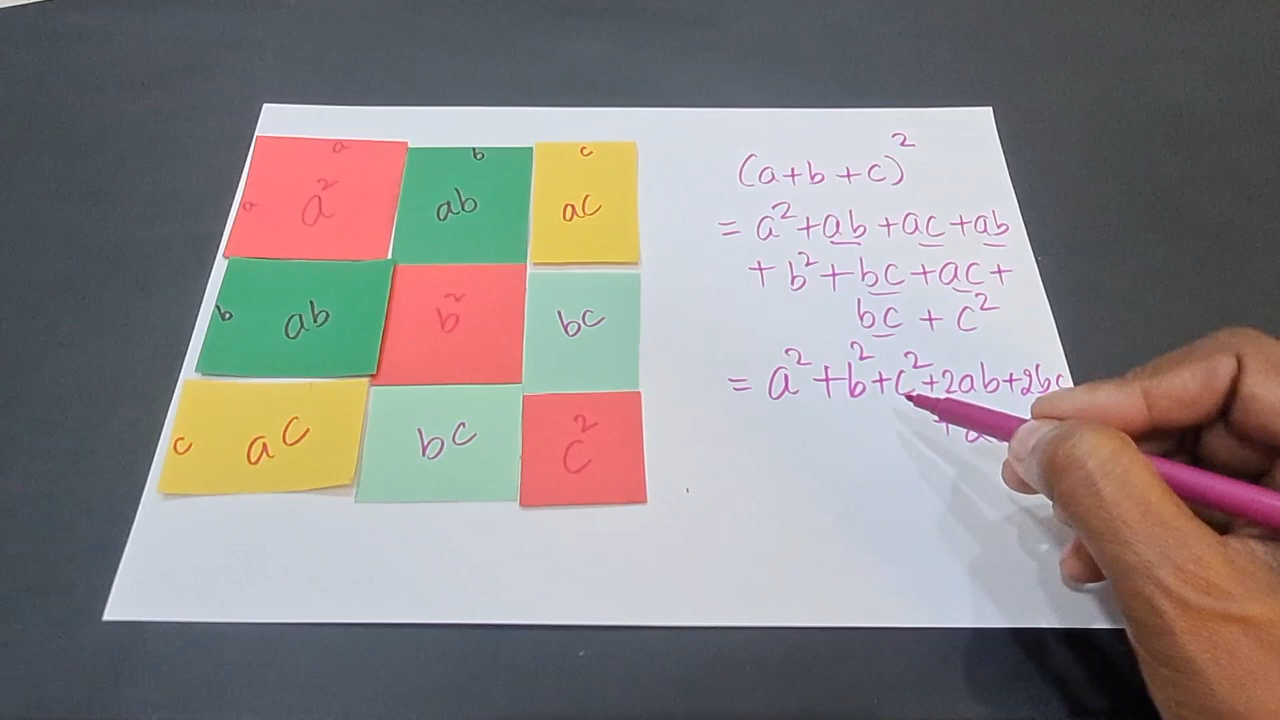 a b c
a a² ab ac
b ab b² bc
c ac bc c²
(a+b+c)²
= a²+ab+ac+ab
+b²+bc+ac+
bc+c²
= a²+b²+c²+2ab+2bc